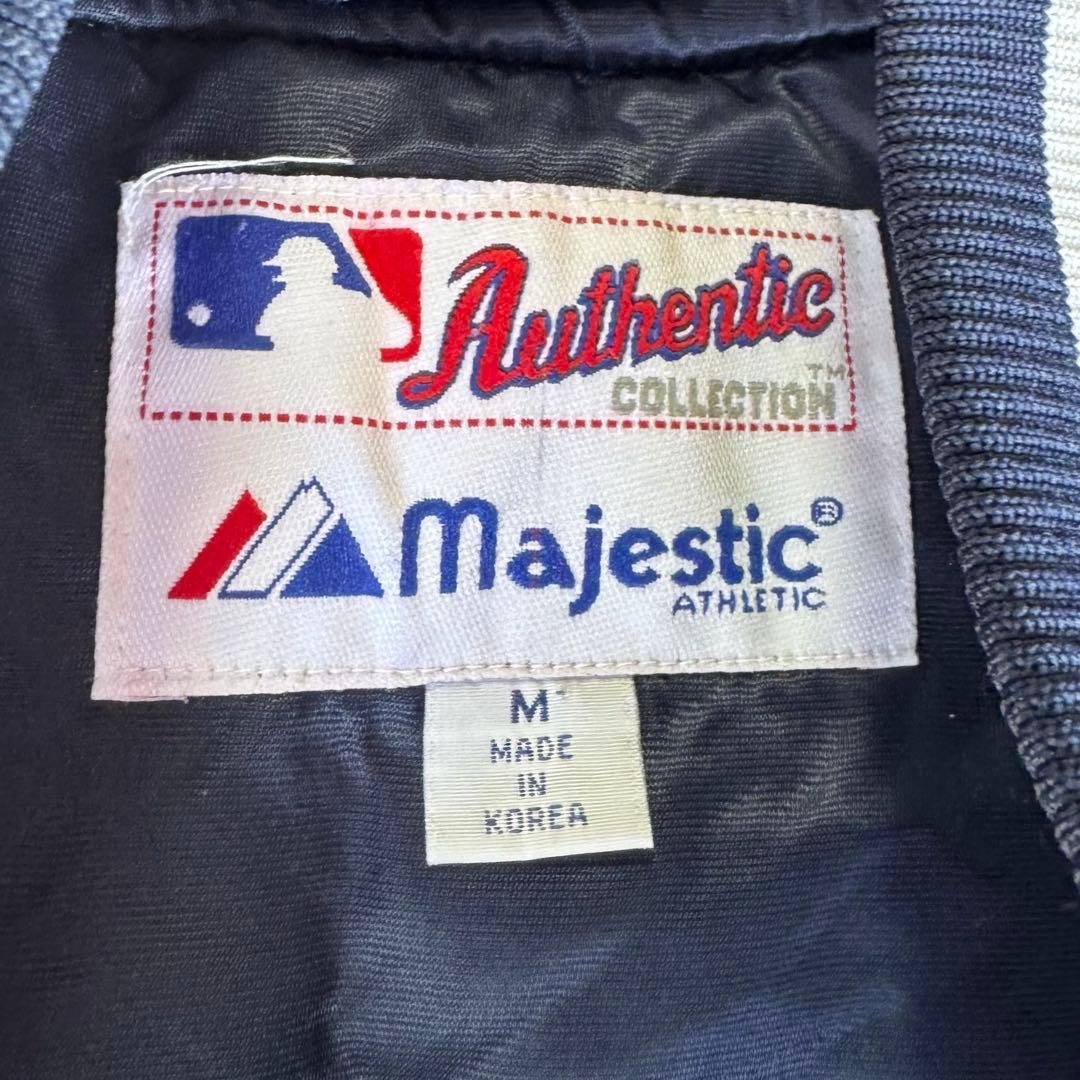 Authentic
COLLECTION™
Majestic®
ATHLETIC
M
MADE
IN
KOREA